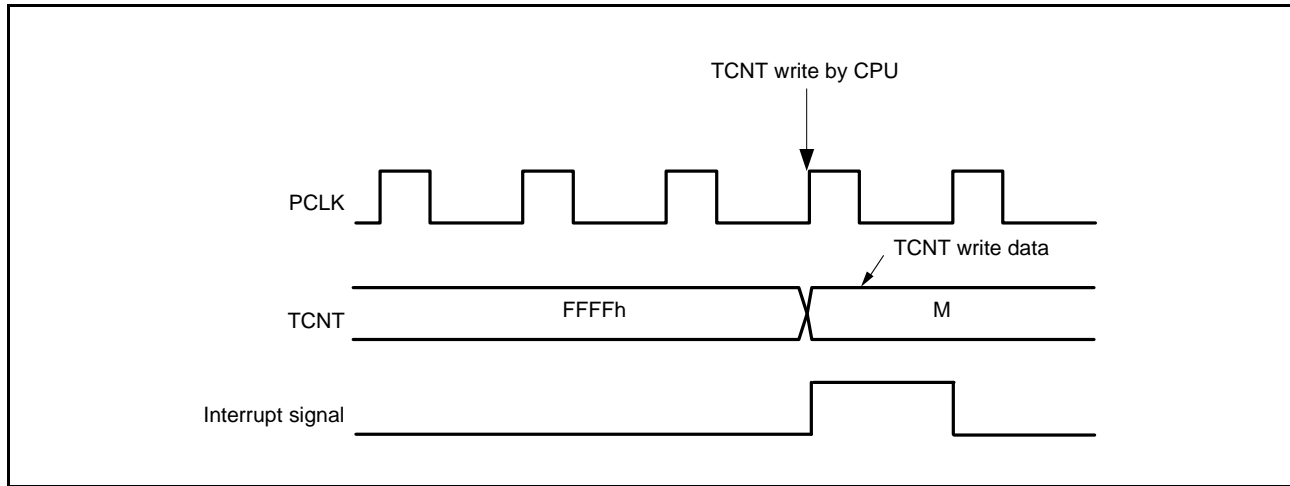 TCNT write by CPU
PCLK
TCNT write data
TCNT
FFFFh
M
Interrupt signal